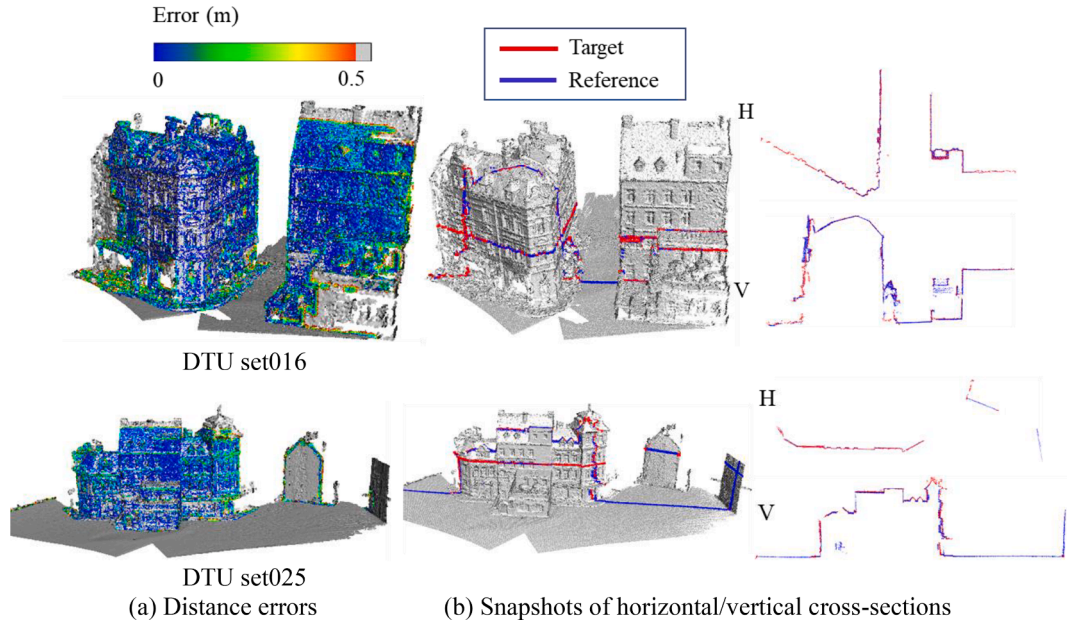 Error (m)
0
0.5
Target
Reference
H
V
DTU set016
H
V
DTU set025
(a) Distance errors
(b) Snapshots of horizontal/vertical cross-sections